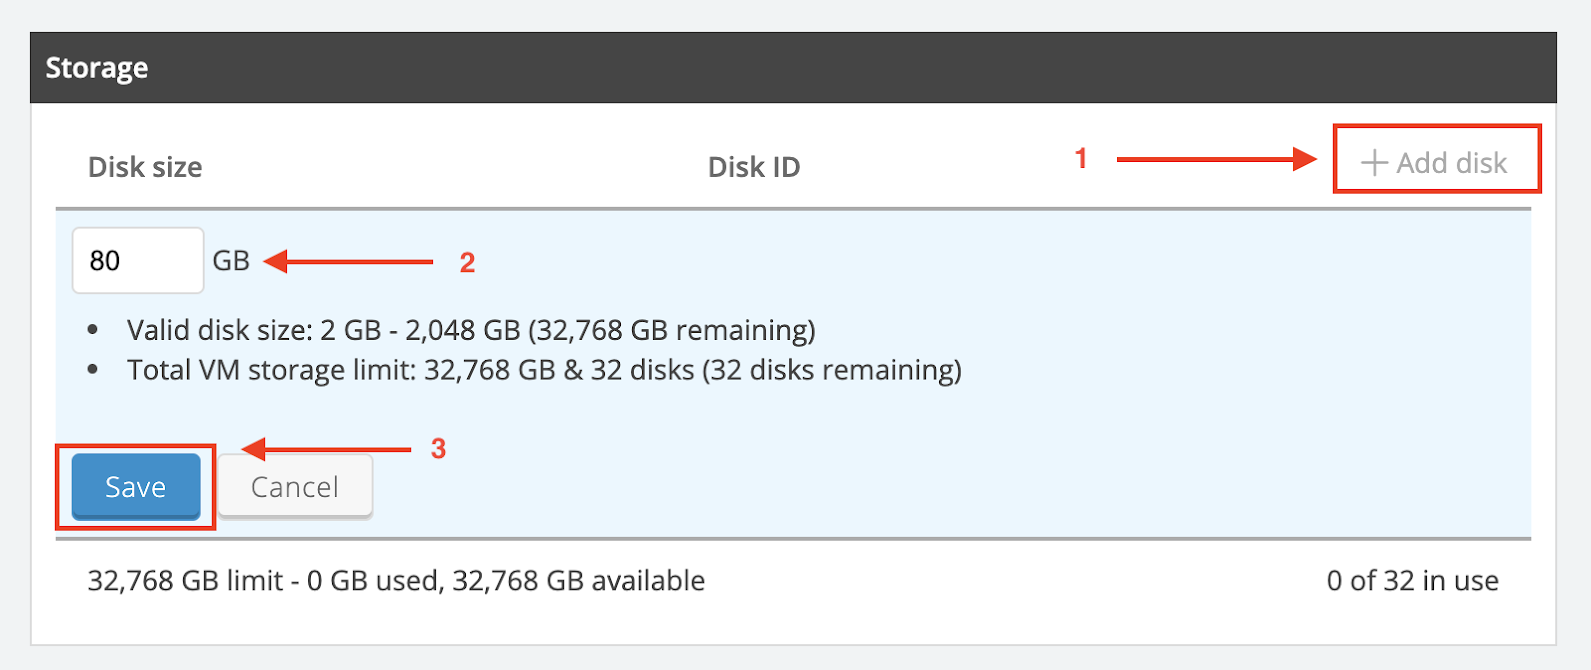 Storage
Disk size Disk ID 1 + Add disk
80 GB 2
• Valid disk size: 2 GB - 2,048 GB (32,768 GB remaining)
• Total VM storage limit: 32,768 GB & 32 disks (32 disks remaining)
3
Save Cancel
32,768 GB limit - 0 GB used, 32,768 GB available 0 of 32 in use